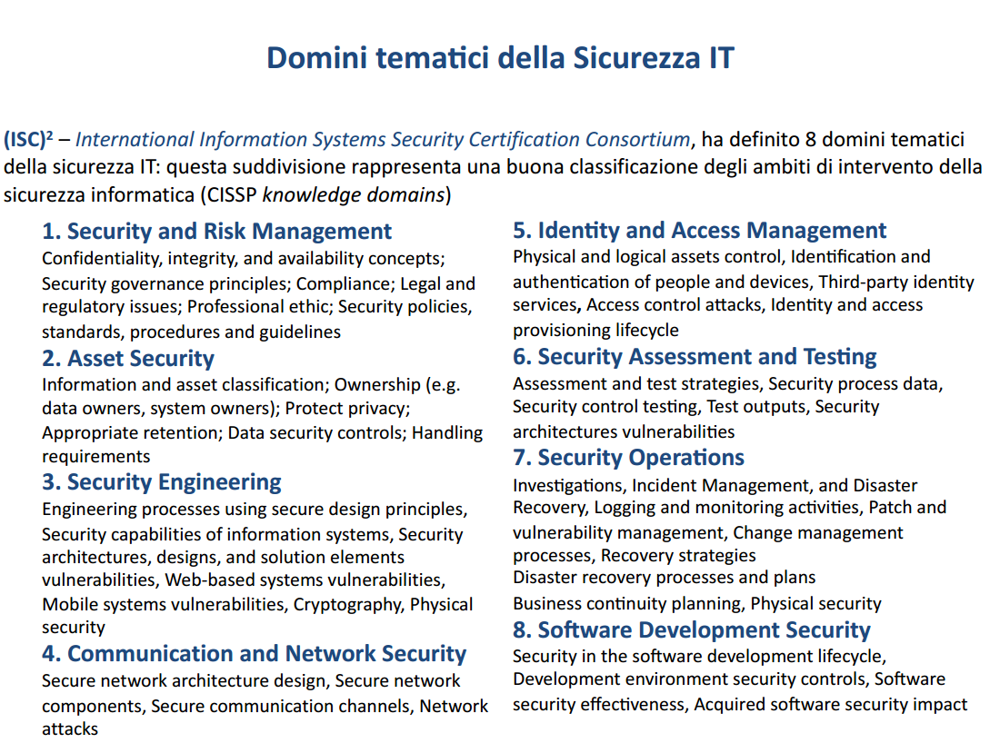 Domini tematici della Sicurezza IT
(ISC)² – International Information Systems Security Certification Consortium, ha definito 8 domini tematici
della sicurezza IT: questa suddivisione rappresenta una buona classificazione degli ambiti di intervento della
sicurezza informatica (CISSP knowledge domains)
1. Security and Risk Management
Confidentiality, integrity, and availability concepts;
Security governance principles; Compliance; Legal and
regulatory issues; Professional ethic; Security policies,
standards, procedures and guidelines
2. Asset Security
Information and asset classification; Ownership (e.g.
data owners, system owners); Protect privacy;
Appropriate retention; Data security controls; Handling
requirements
3. Security Engineering
Engineering processes using secure design principles,
Security capabilities of information systems, Security
architectures, designs, and solution elements
vulnerabilities, Web-based systems vulnerabilities,
Mobile systems vulnerabilities, Cryptography, Physical
security
4. Communication and Network Security
Secure network architecture design, Secure network
components, Secure communication channels, Network
attacks
5. Identity and Access Management
Physical and logical assets control, Identification and
authentication of people and devices, Third-party identity
services, Access control attacks, Identity and access
provisioning lifecycle
6. Security Assessment and Testing
Assessment and test strategies, Security process data,
Security control testing, Test outputs, Security
architectures vulnerabilities
7. Security Operations
Investigations, Incident Management, and Disaster
Recovery, Logging and monitoring activities, Patch and
vulnerability management, Change management
processes, Recovery strategies
Disaster recovery processes and plans
Business continuity planning, Physical security
8. Software Development Security
Security in the software development lifecycle,
Development environment security controls, Software
security effectiveness, Acquired software security impact